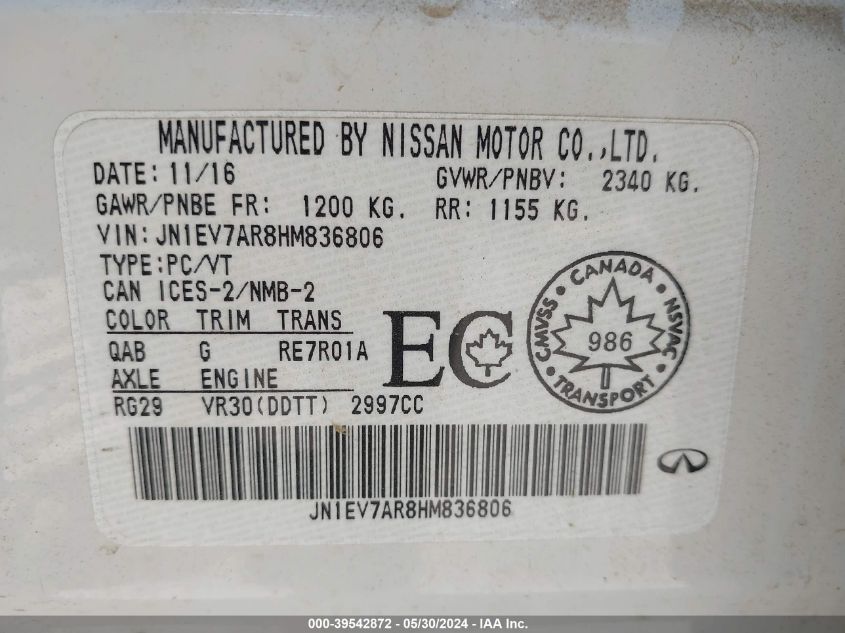 MANUFACTURED BY NISSAN MOTOR CO.,LTD.
DATE: 11/16 GVWR/PNBV: 2340 KG.
GAWR/PNBE FR: 1200 KG. RR: 1155 KG.
VIN:JN1EV7AR8HM836806
TYPE:PC/VT
CAN ICES-2/NMB-2
COLOR TRIM TRANS
QAB G RE7R01A
AXLE ENGINE
RG29 VR30(DDTT) 2997CC
EC
CMVSS • CANADA • NSVAC • TRANSPORT •
986
JN1EV7AR8HM836806
000-39542872 - 05/30/2024 - IAA Inc.